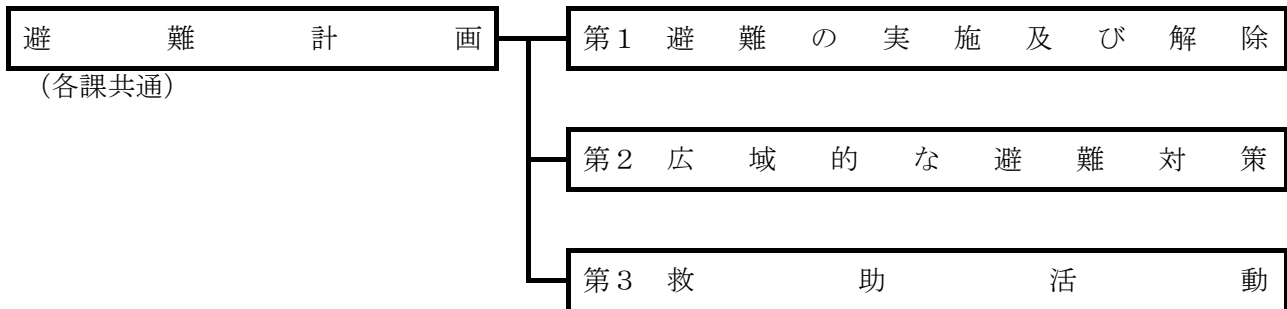 避難計画
(各課共通)
第1 避難の実施及び解除
第2 広域的な避難対策
第3 救助活動